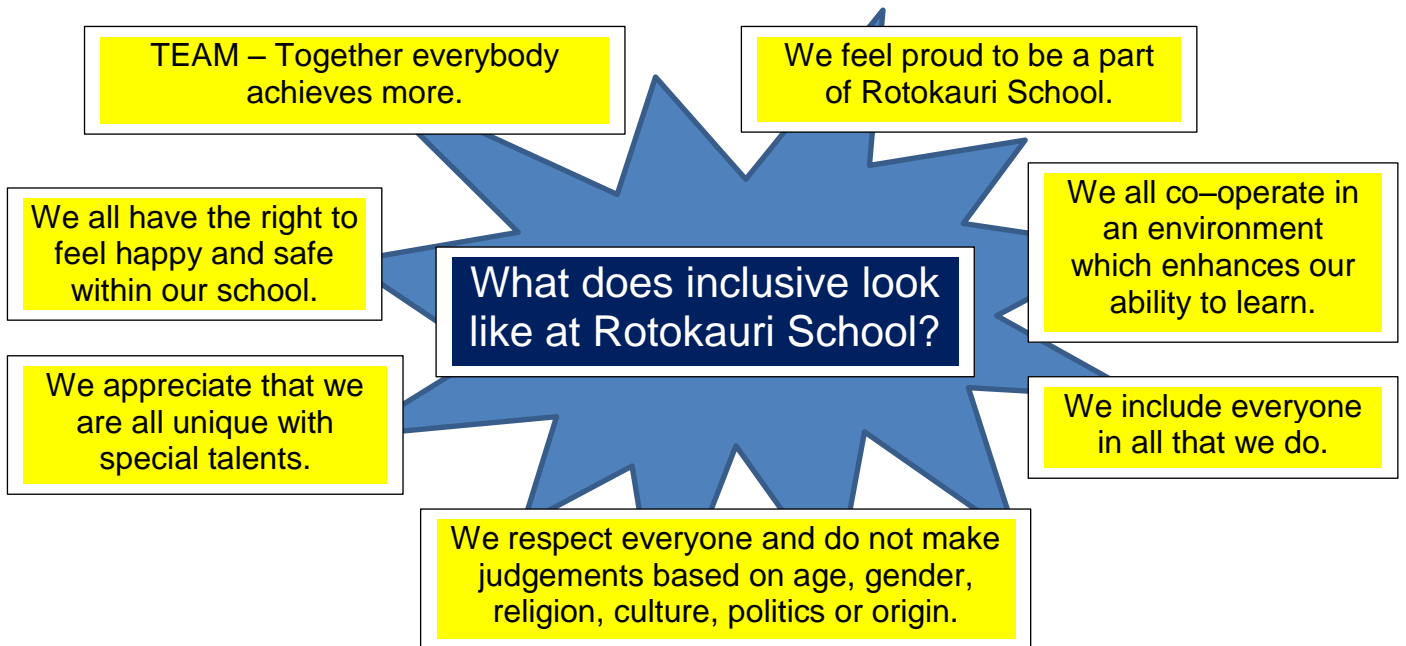 TEAM – Together everybody
achieves more.
We feel proud to be a part
of Rotokauri School.
We all have the right to
feel happy and safe
within our school.
We all co–operate in
an environment
which enhances our
ability to learn.
What does inclusive look
like at Rotokauri School?
We appreciate that we
are all unique with
special talents.
We include everyone
in all that we do.
We respect everyone and do not make
judgements based on age, gender,
religion, culture, politics or origin.